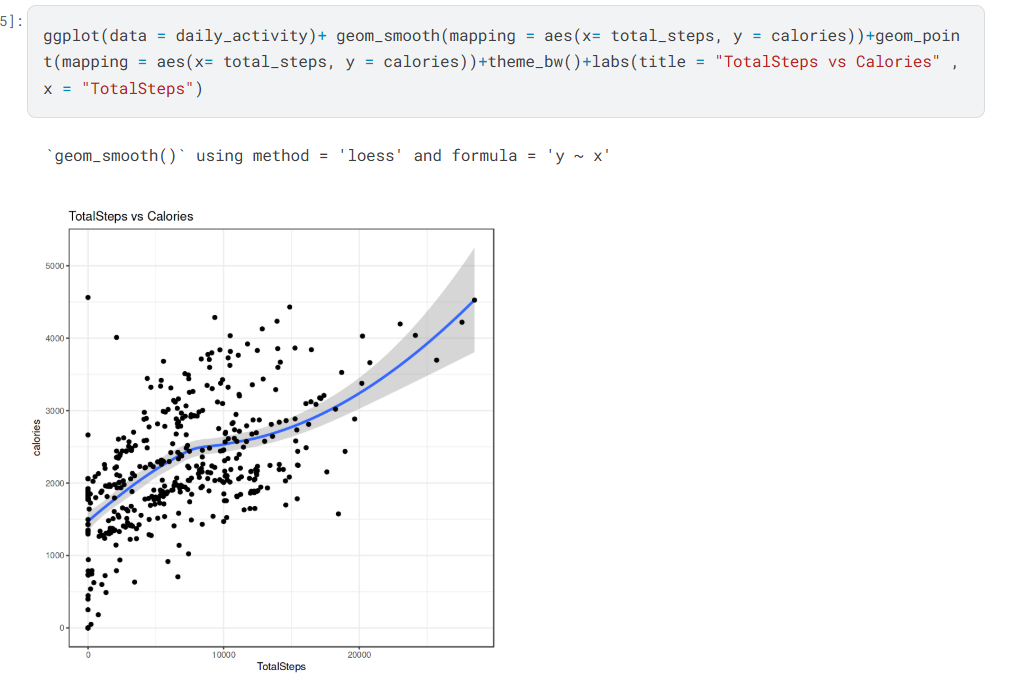 5]:
ggplot(data = daily_activity)+ geom_smooth(mapping = aes(x= total_steps, y = calories))+geom_poin
t(mapping = aes(x= total_steps, y = calories))+theme_bw()+labs(title = "TotalSteps vs Calories" ,
x = "TotalSteps")
`geom_smooth()` using method = 'loess' and formula = 'y ~ x'
TotalSteps vs Calories
5000
4000
3000
2000
1000
0
calories
0 10000 20000
TotalSteps